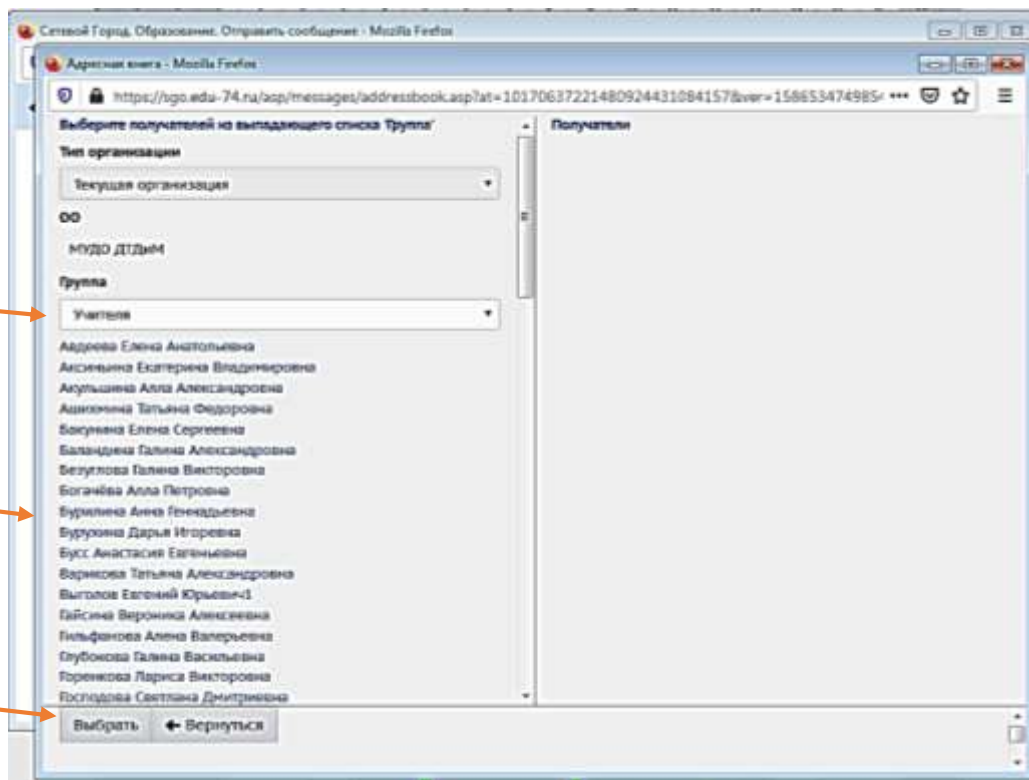 Сетевой Город. Образование. Отправить сообщение - Mozilla Firefox
Адресная книга - Mozilla Firefox
https://sgo.edu-74.ru/asp/messages/addressbook.asp?at=
Выберите получателей из выпадающего списка 'Группа'
Получатели
Тип организации
Текущая организация
ОО
МУДО ДТДиМ
Группа
Учителя
Авдеева Елена Анатольевна
Аксиньина Екатерина Владимировна
Акульшина Алла Александровна
Ашихмина Татьяна Федоровна
Бакунина Елена Сергеевна
Баландина Галина Александровна
Безуглова Галина Викторовна
Богачёва Алла Петровна
Бурилина Анна Геннадьевна
Бурухина Дарья Игоревна
Бусс Анастасия Евгеньевна
Варикова Татьяна Александровна
Выголов Евгений Юрьевич1
Гайсина Вероника Алексеевна
Гильфанова Алена Валерьевна
Глубокова Галина Васильевна
Горенкова Лариса Викторовна
Господова Светлана Дмитриевна
Выбрать
Вернуться